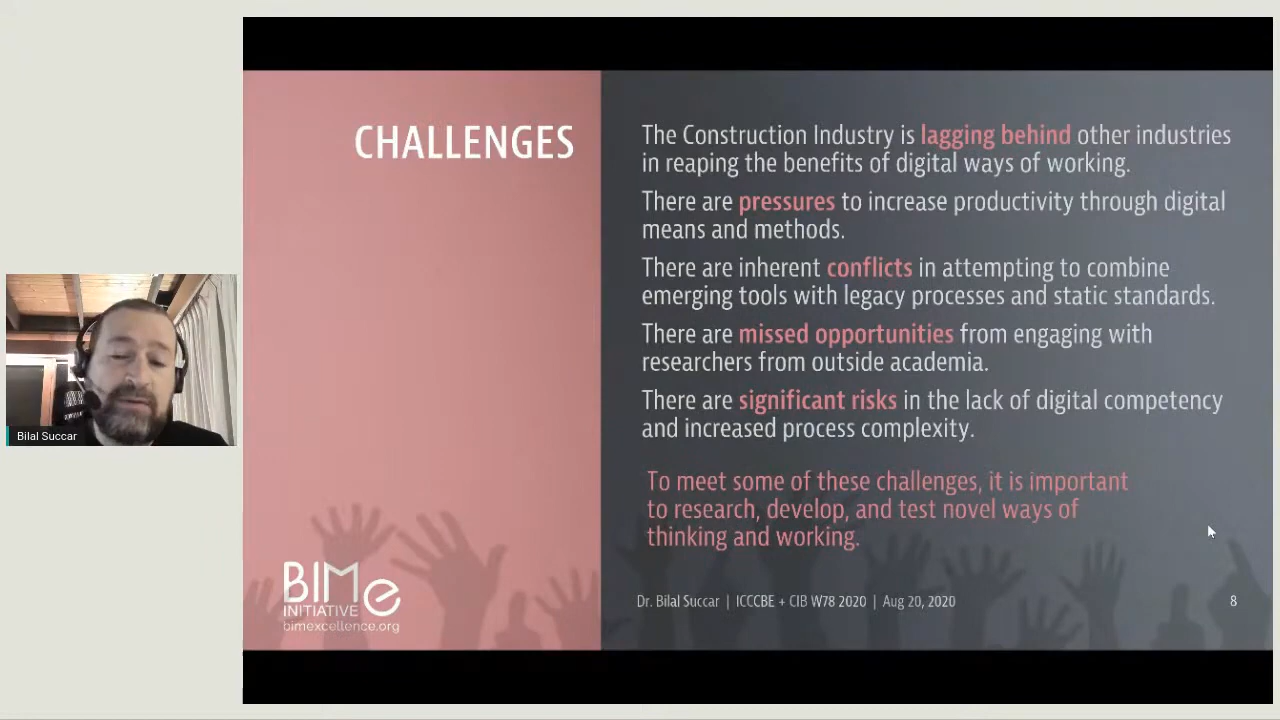 CHALLENGES
The Construction Industry is lagging behind other industries
in reaping the benefits of digital ways of working.
There are pressures to increase productivity through digital
means and methods.
There are inherent conflicts in attempting to combine
emerging tools with legacy processes and static standards.
There are missed opportunities from engaging with
researchers from outside academia.
There are significant risks in the lack of digital competency
and increased process complexity.
To meet some of these challenges, it is important
to research, develop, and test novel ways of
thinking and working.
Bilal Succar
BIMe
INITIATIVE
bimexcellence.org
Dr. Bilal Succar | ICCCBE + CIB W78 2020 | Aug 20, 2020
8